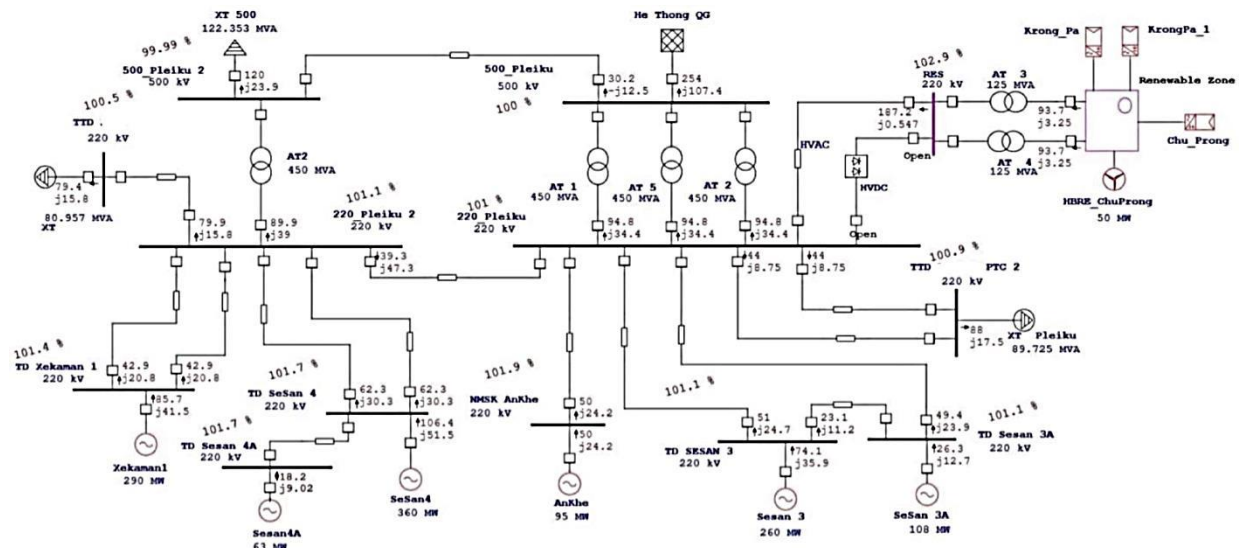 XT 500
122.353 MVA
99.99 %
120
j23.9
500_Pleiku 2
500 kV
100.5 %
TTD .
220 kV
79.4
j15.8
80.957 MVA
XT
AT2
450 MVA
101.1 %
220_Pleiku 2
220 kV
79.9
j15.8
89.9
j39
39.3
j47.3
He Thong QG
500_Pleiku
500 kV
100 %
30.2
-j12.5
254
j107.4
AT 1
450 MVA
AT 5
450 MVA
AT 2
450 MVA
101 %
220_Pleiku
220 kV
94.8
j34.4
94.8
j34.4
94.8
j34.4
HVAC
HVDC
Open
Open
102.9 %
RES
220 kV
187.2
j0.547
AT 3
125 MVA
93.7
j3.25
AT 4
125 MVA
93.7
j3.25
Krong_Pa
KrongPa_1
Renewable Zone
Chu_Prong
HBRE_ChuProng
50 MW
44
j8.75
44
j8.75
100.9 %
TTD PTC 2
220 kV
88
j17.5
XT Pleiku
89.725 MVA
101.4 %
TD Xekaman 1
220 kV
42.9
j20.8
42.9
j20.8
85.7
j41.5
Xekaman1
290 MW
101.7 %
TD SeSan 4
220 kV
62.3
j30.3
62.3
j30.3
106.4
j51.5
SeSan4
360 MW
101.7 %
TD Sesan 4A
220 kV
18.2
j9.02
Sesan4A
63 MW
101.9 %
NMSK AnKhe
220 kV
50
j24.2
50
j24.2
AnKhe
95 MW
101.1 %
51
j24.7
23.1
j11.2
TD SESAN 3
220 kV
74.1
j35.9
Sesan 3
260 MW
49.4
j23.9
101.1 %
TD Sesan 3A
220 kV
26.3
j12.7
SeSan 3A
108 MW